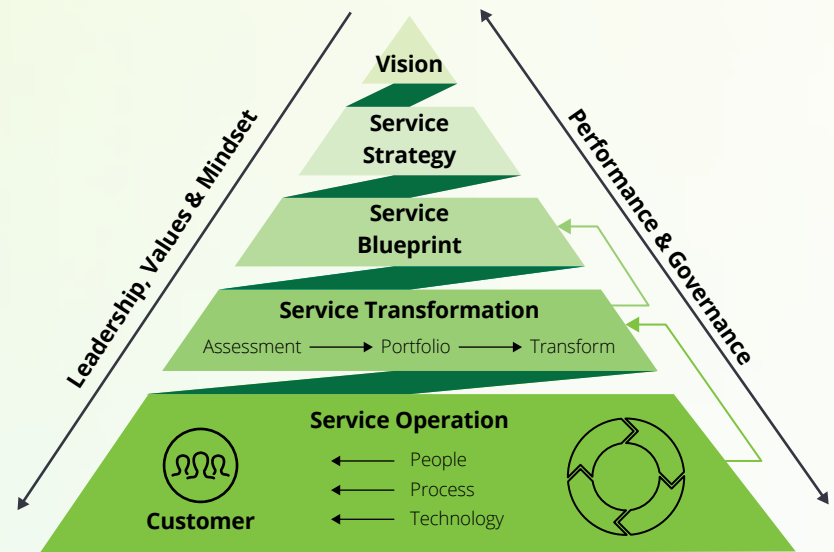 Vision
Service
Strategy
Service
Blueprint
Service Transformation
Assessment Portfolio Transform
Service Operation
People
Process
Technology
Customer
Leadership, Values & Mindset
Performance & Governance